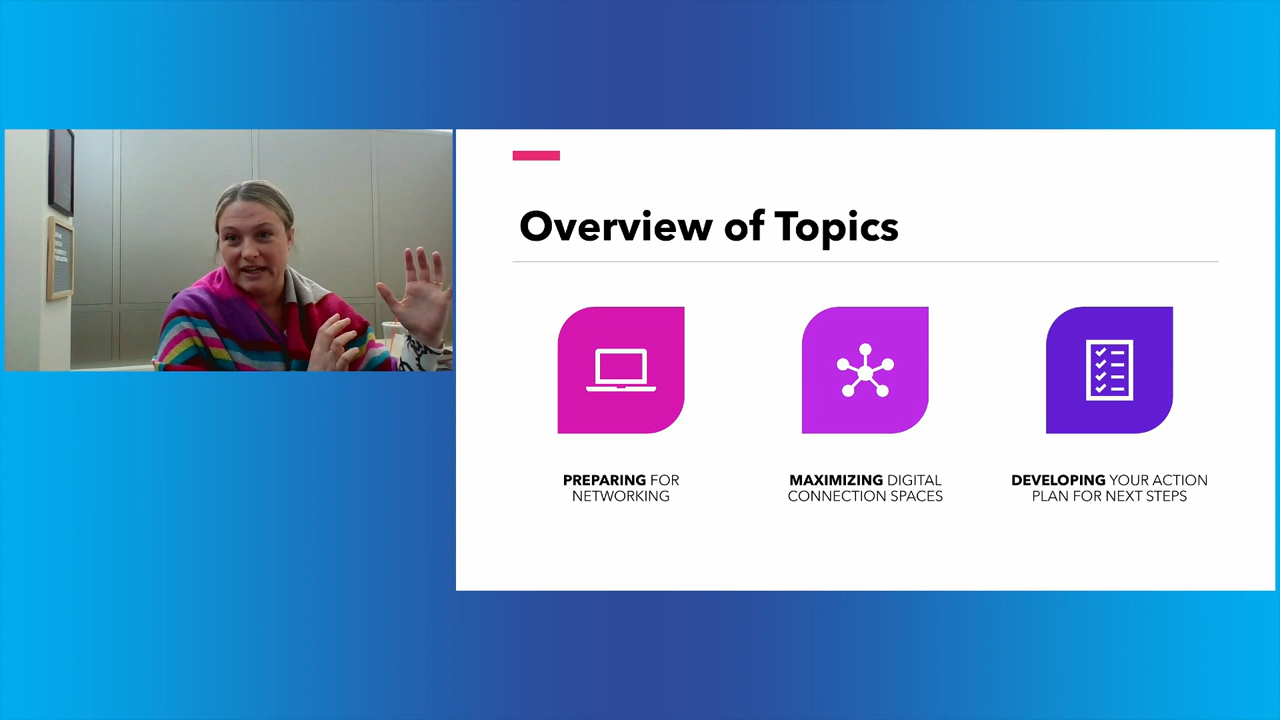 Overview of Topics
PREPARING FOR
NETWORKING
MAXIMIZING DIGITAL
CONNECTION SPACES
DEVELOPING YOUR ACTION
PLAN FOR NEXT STEPS